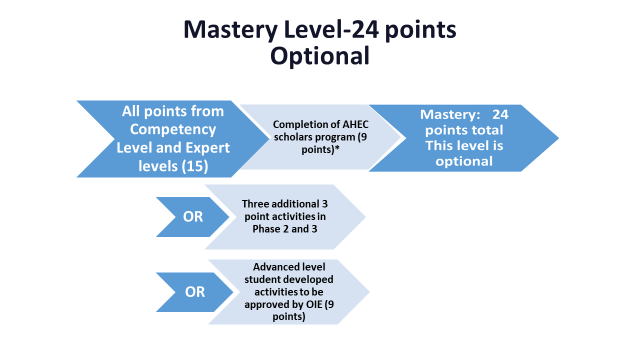 Mastery Level-24 points
Optional
All points from
Competency
Level and Expert
levels (15)
Completion of AHEC
scholars program (9
points)*
Mastery: 24
points total
This level is
optional
OR
Three additional 3
point activities in
Phase 2 and 3
OR
Advanced level
student developed
activities to be
approved by OIE (9
points)